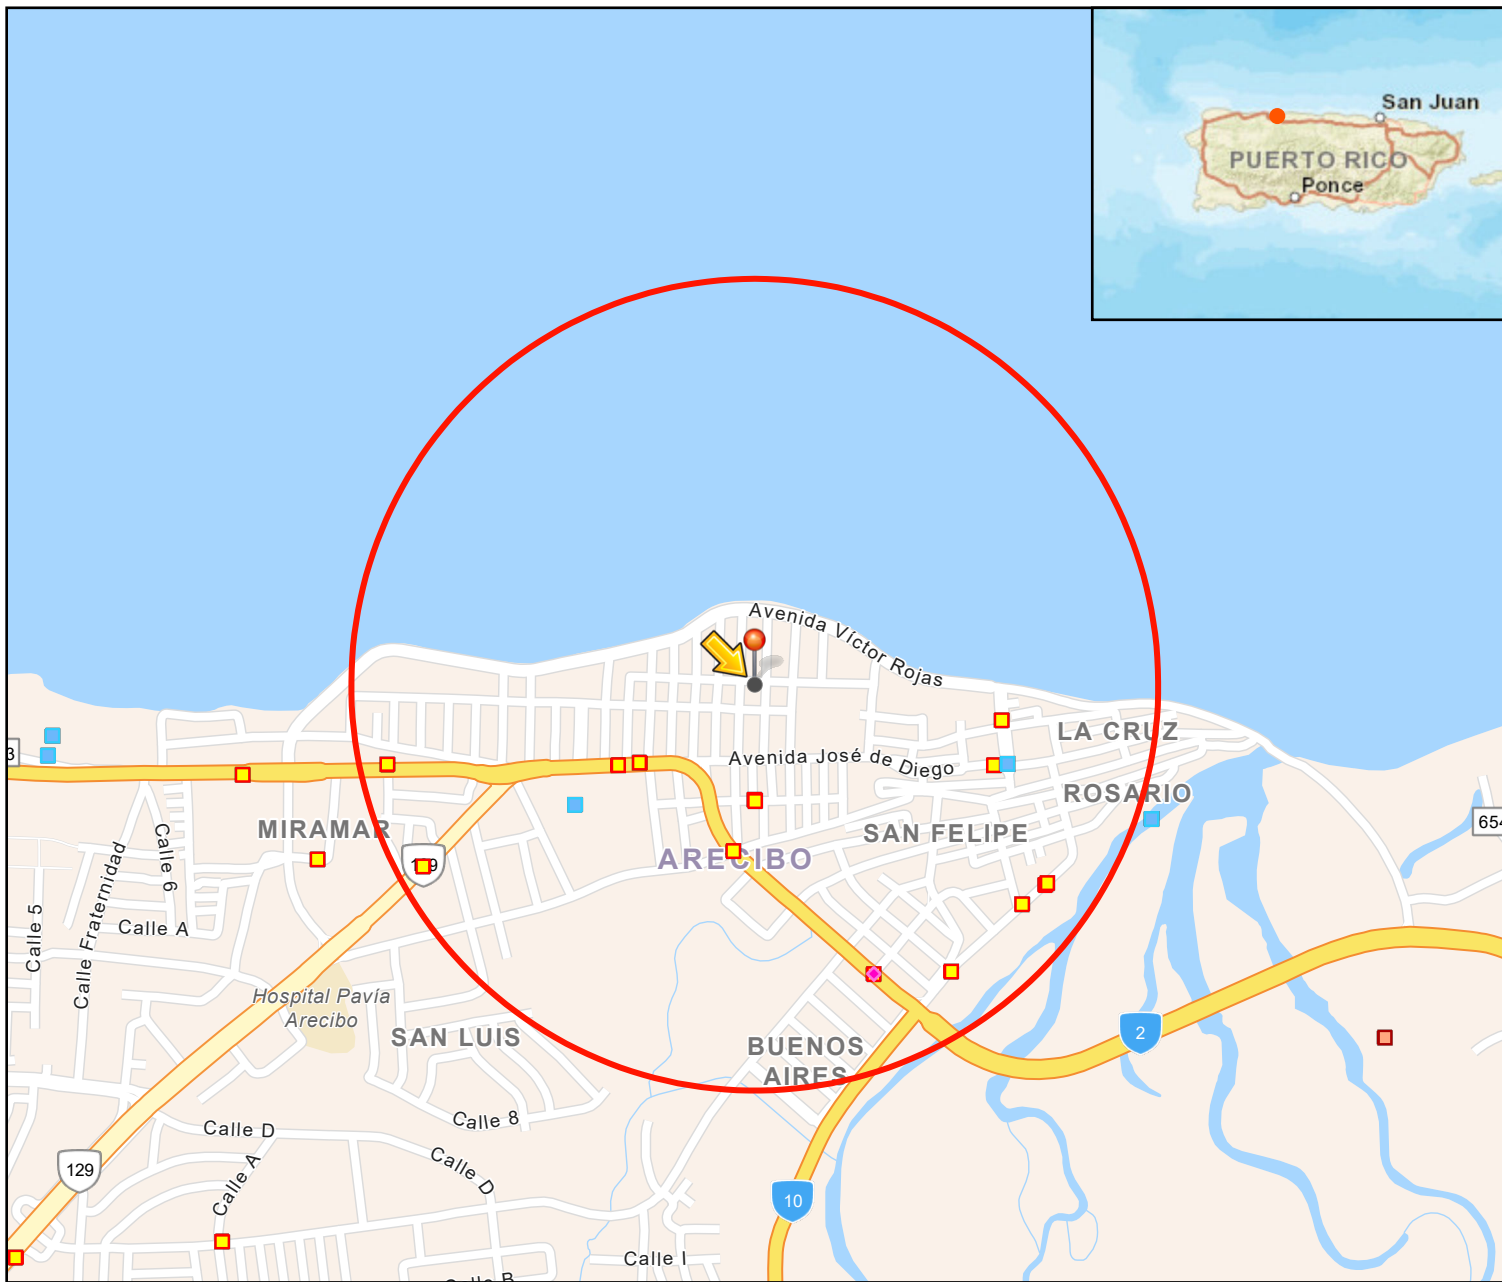 San Juan
PUERTO RICO
Ponce
Avenida Víctor Rojas
LA CRUZ
3
Avenida José de Diego
ROSARIO
654
MIRAMAR
SAN FELIPE
ARECIBO
Calle 6
Calle Fraternidad
Calle 5
Calle A
Hospital Pavía
Arecibo
SAN LUIS
BUENOS
AIRES
2
Calle 8
Calle D
129
Calle A
Calle D
10
Calle I